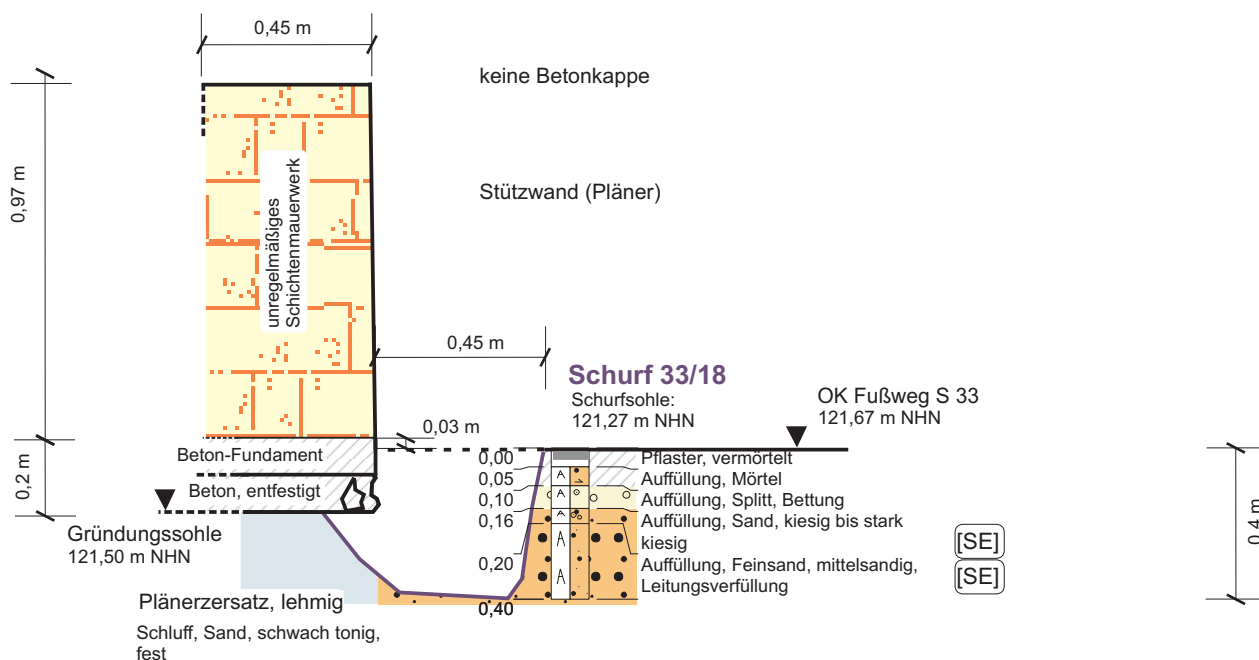 0,45 m
keine Betonkappe
0,97 m
unregelmäßiges
Schichtenmauerwerk
Stützwand (Pläner)
0,45 m
Schurf 33/18
Schurfsohle:
121,27 m NHN
OK Fußweg S 33
121,67 m NHN
0,03 m
Beton-Fundament
Beton, entfestigt
0,2 m
Gründungssohle
121,50 m NHN
0,00 Pflaster, vermörtelt
0,05 Auffüllung, Mörtel
0,10 Auffüllung, Splitt, Bettung
0,16 Auffüllung, Sand, kiesig bis stark
kiesig
[SE]
0,20 Auffüllung, Feinsand, mittelsandig,
Leitungsverfüllung
[SE]
0,40
0,4 m
Plänerzersatz, lehmig
Schluff, Sand, schwach tonig,
fest